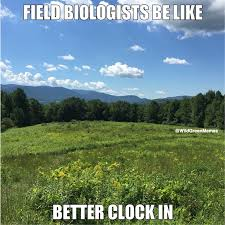 FIELD BIOLOGISTS BE LIKE
@WildGreenMemes
BETTER CLOCK IN